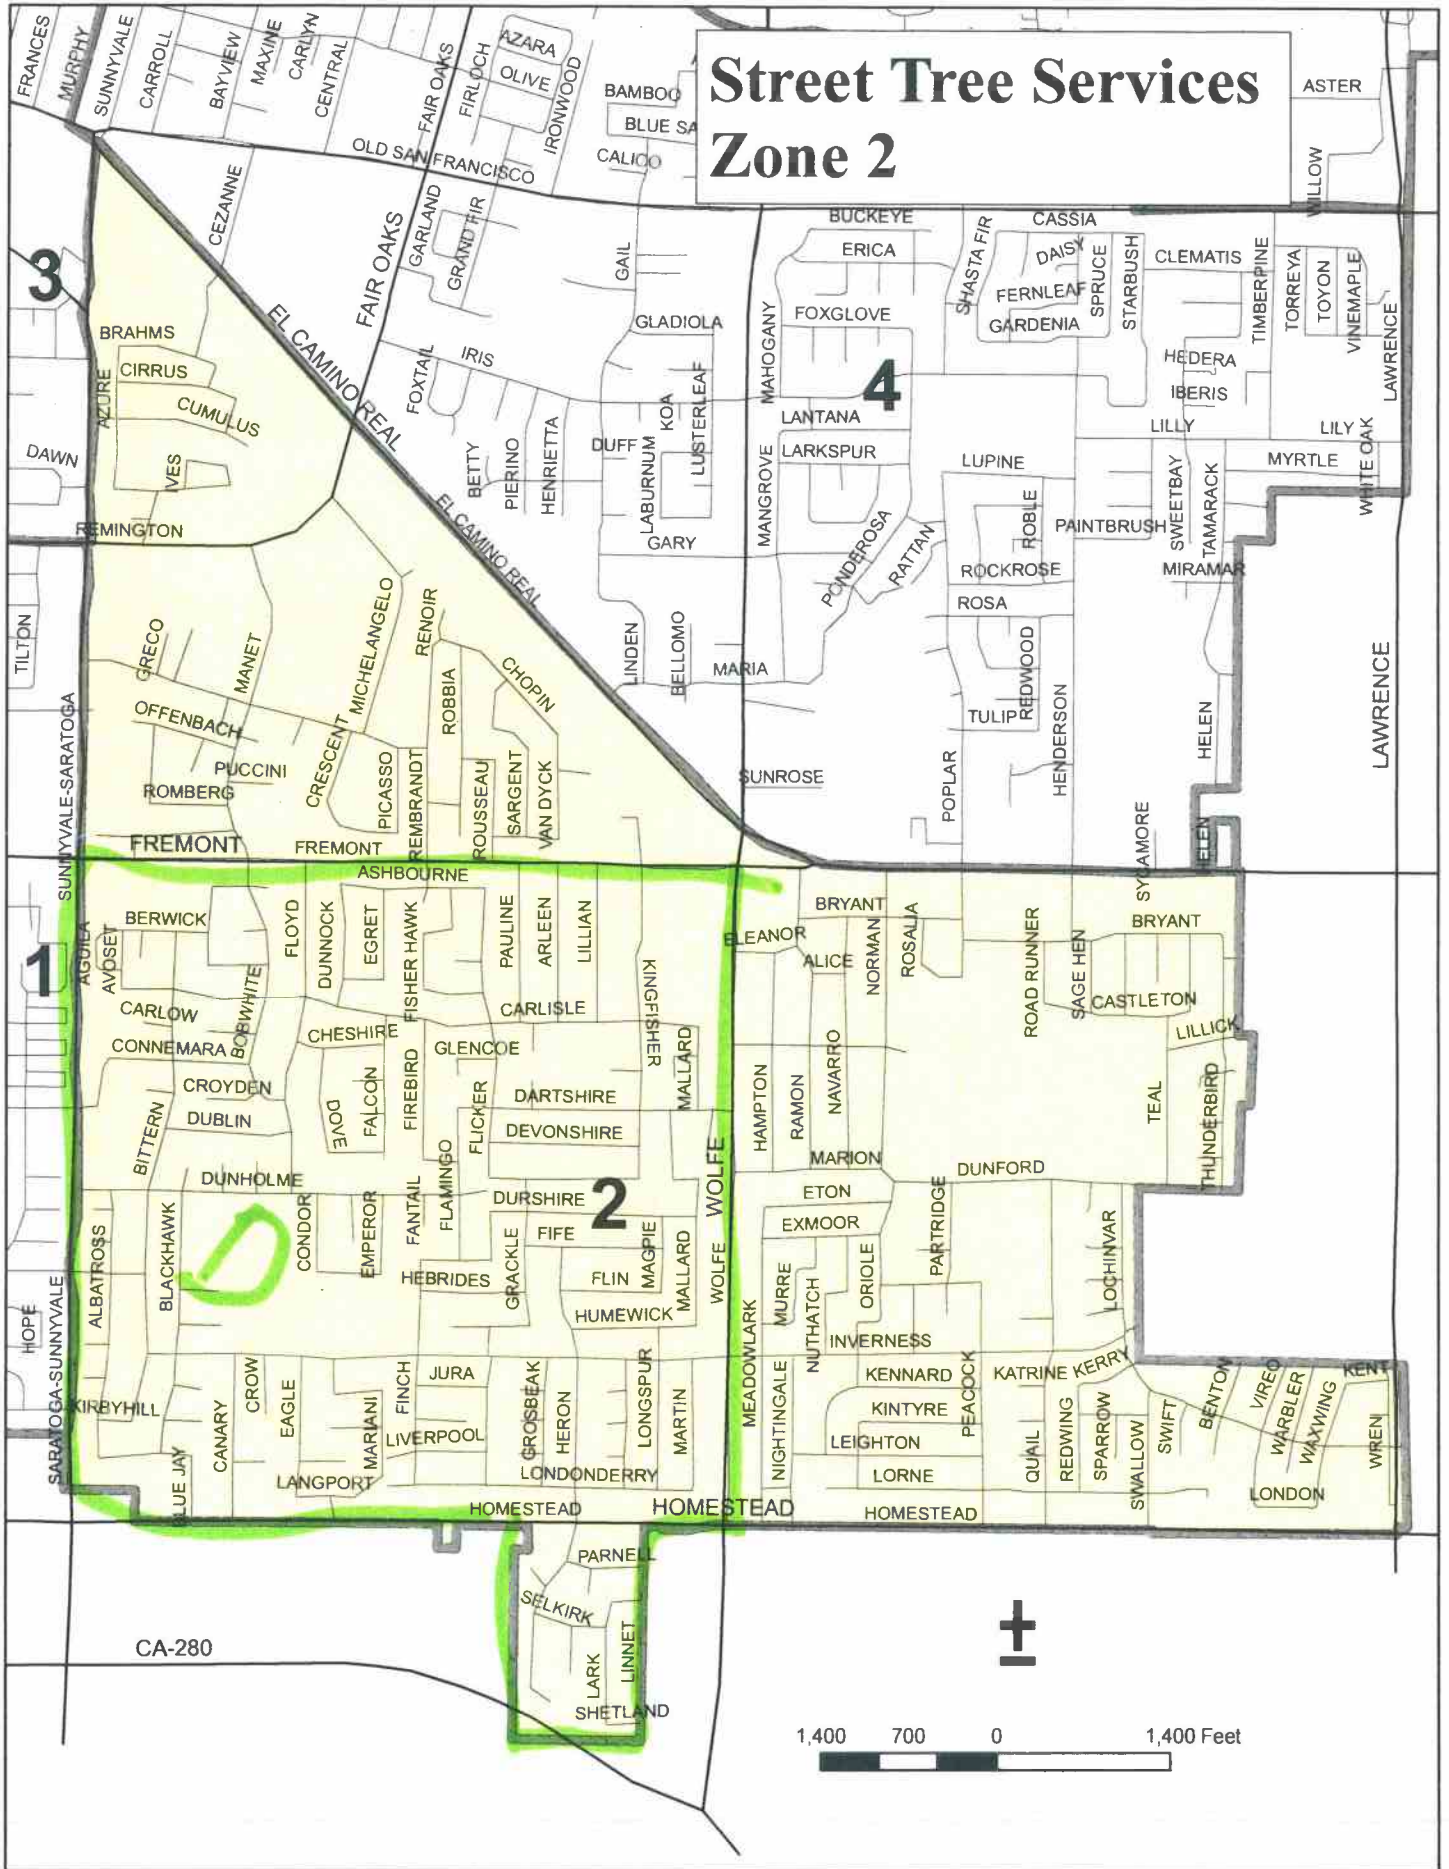 Street Tree Services
Zone 2
FRANCES
MURPHY
SUNNYVALE
CARROLL
BAYVIEW
MAXINE
CARLYN
CENTRAL
FAIR OAKS
FIRLOCH
AZARA
OLIVE
IRONWOOD
BAMBOO
BLUE SA
CALICO
ASTER
WILLOW
OLD SAN FRANCISCO
CEZANNE
GARLAND
GRAND FIR
FAIR OAKS
GAIL
BUCKEYE
ERICA
SHASTA FIR
CASSIA
DAISY
SPRUCE
STARBUSH
CLEMATIS
TIMBERPINE
TORREYA
TOYON
VINEMAPLE
LAWRENCE
3
FERNLEAF
GARDENIA
FOXGLOVE
MAHOGANY
GLADIOLA
EL CAMINO REAL
BRAHMS
CIRRUS
AZURE
CUMULUS
IVES
DAWN
REMINGTON
FOXTAIL
IRIS
BETTY
PIERINO
HENRIETTA
DUFF
LABURNUM
KOA
LUSTERLEAF
4
HEDERA
IBERIS
LANTANA
LARKSPUR
MANGROVE
LILLY
LILY
WHITE OAK
MYRTLE
LUPINE
ROBLE
PAINTBRUSH
SWEETBAY
TAMARACK
EL CAMINO REAL
GARY
PONDEROSA
RATTAN
ROCKROSE
MIRAMAR
ROSA
REDWOOD
TULIP
TILTON
GRECO
MANET
MICHELANGELO
RENOIR
CHOPIN
LINDEN
BELLOMO
MARIA
HENDERSON
HELEN
LAWRENCE
OFFENBACH
CRESCENT
ROBBIA
PUCCINI
ROMBERG
PICASSO
REMBRANDT
ROUSSEAU
SARGENT
VAN DYCK
SUNROSE
POPLAR
SYCAMORE
ELEN
SUNNYVALE-SARATOGA
FREMONT
FREMONT
ASHBOURNE
1
AGUILA
AVOSET
BERWICK
FLOYD
DUNNOCK
EGRET
FISHER HAWK
PAULINE
ARLEEN
LILLIAN
KINGFISHER
ELEANOR
BRYANT
ALICE
NORMAN
ROSALIA
ROAD RUNNER
SAGE HEN
BRYANT
CASTLETON
LILLICK
CARLOW
BOBWHITE
CONNEMARA
CHESHIRE
CARLISLE
GLENCOE
MALLARD
CROYDEN
DUBLIN
BITTERN
DOVE
FALCON
FIREBIRD
FLICKER
DARTSHIRE
DEVONSHIRE
HAMPTON
RAMON
NAVARRO
TEAL
THUNDERBIRD
DUNHOLME
CONDOR
EMPEROR
FANTAIL
FLAMINGO
DURSHIRE
2
WOLFE
MARION
DUNFORD
ETON
EXMOOR
PARTRIDGE
LOCHINVAR
ALBATROSS
BLACKHAWK
D
HEBRIDES
GRACKLE
FIFE
FLIN
MAGPIE
MALLARD
WOLFE
HUMEWICK
MURRE
NUTHATCH
ORIOLE
INVERNESS
HOPE
SARATOGA-SUNNYVALE
KIRBYHILL
CROW
CANARY
EAGLE
MARIANI
FINCH
JURA
LIVERPOOL
GROSBEAK
HERON
LONGSPUR
MARTIN
MEADOWLARK
NIGHTINGALE
KENNARD
KINTYRE
LEIGHTON
LORNE
PEACOCK
KATRINE
KERRY
QUAIL
REDWING
SPARROW
SWALLOW
SWIFT
BENTON
VIREO
WARBLER
WAXWING
KENT
WREN
LONDON
BLUE JAY
LANGPORT
LONDONDERRY
HOMESTEAD
HOMESTEAD
HOMESTEAD
PARNELL
SELKIRK
LARK
LINNET
SHETLAND
CA-280
±
1,400 700 0 1,400 Feet